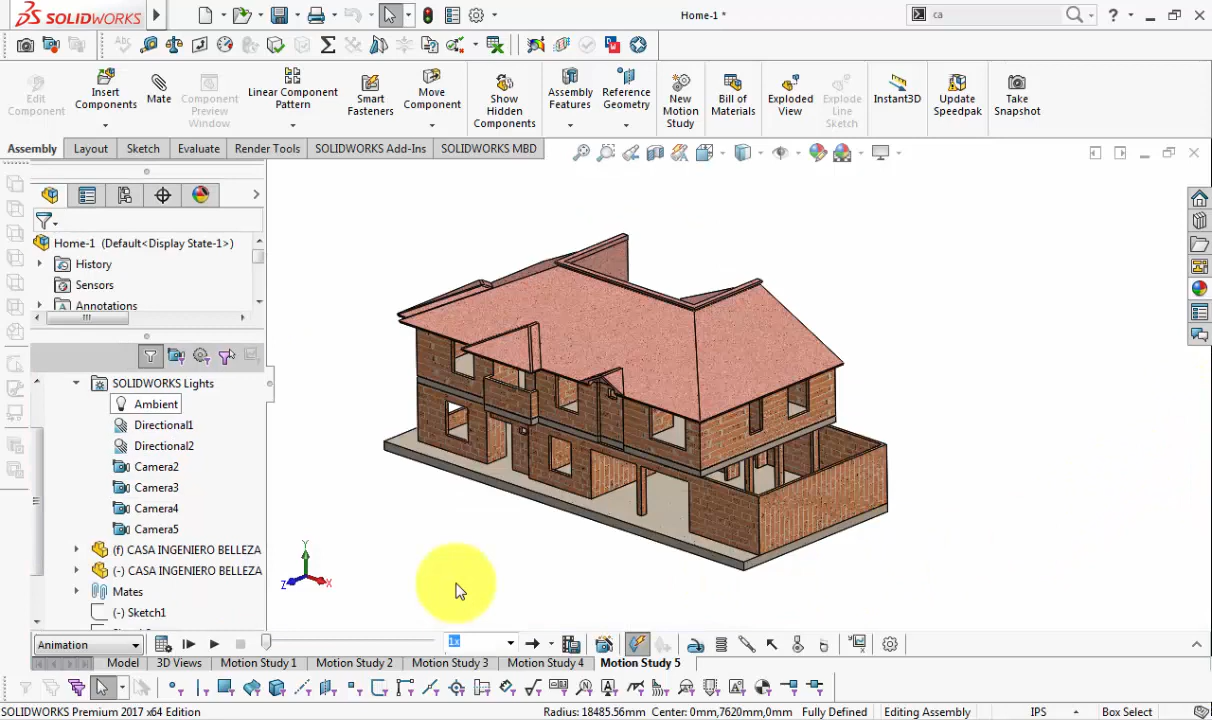 SOLIDWORKS
Home-1 *
ca
Edit Component
Insert Components
Mate
Component Preview Window
Linear Component Pattern
Smart Fasteners
Move Component
Show Hidden Components
Assembly Features
Reference Geometry
New Motion Study
Bill of Materials
Exploded View
Explode Line Sketch
Instant3D
Update Speedpak
Take Snapshot
Assembly
Layout
Sketch
Evaluate
Render Tools
SOLIDWORKS Add-Ins
SOLIDWORKS MBD
Home-1 (Default<Display State-1>)
History
Sensors
Annotations
SOLIDWORKS Lights
Ambient
Directional1
Directional2
Camera2
Camera3
Camera4
Camera5
(f) CASA INGENIERO BELLEZA
(-) CASA INGENIERO BELLEZA
Mates
(-) Sketch1
Y
Z
X
Animation
1x
Model
3D Views
Motion Study 1
Motion Study 2
Motion Study 3
Motion Study 4
Motion Study 5
SOLIDWORKS Premium 2017 x64 Edition
Radius: 18485.56mm Center: 0mm,7620mm,0mm
Fully Defined
Editing Assembly
IPS
Box Select